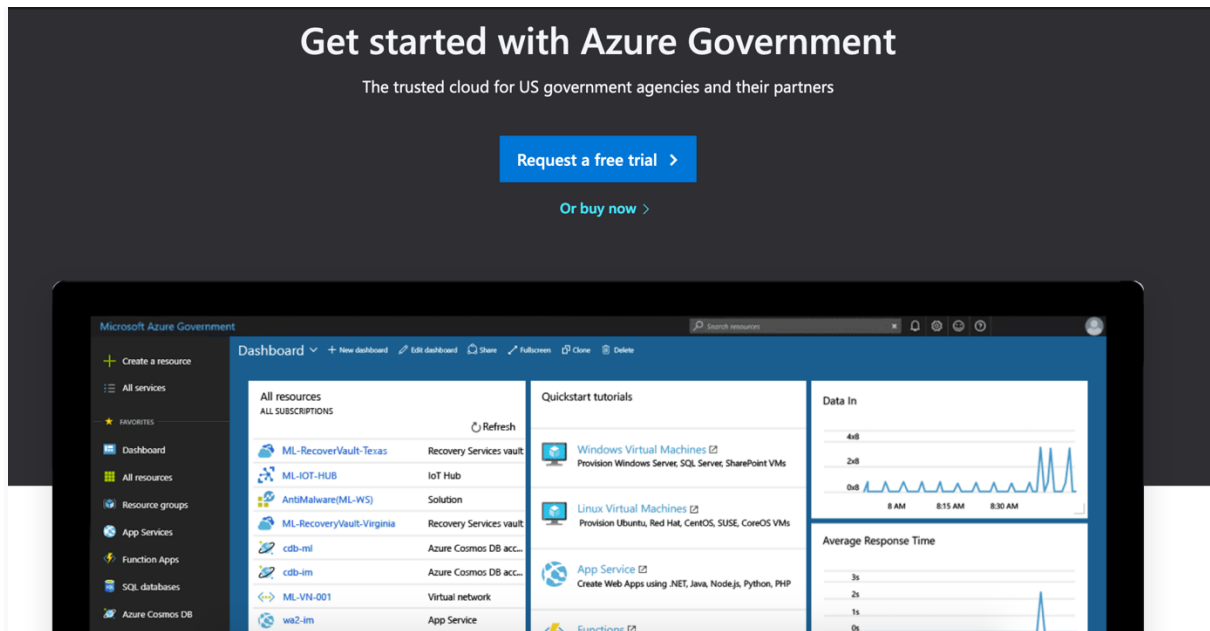 Get started with Azure Government
The trusted cloud for US government agencies and their partners
Request a free trial
Or buy now
Microsoft Azure Government
Search resources
Create a resource
All services
FAVORITES
Dashboard
All resources
Resource groups
App Services
Function Apps
SQL databases
Azure Cosmos DB
Dashboard
New dashboard
Edit dashboard
Share
Fullscreen
Clone
Delete
All resources
ALL SUBSCRIPTIONS
Refresh
ML-RecoverVault-Texas Recovery Services vault
ML-IOT-HUB IoT Hub
AntiMalware(ML-WS) Solution
ML-RecoveryVault-Virginia Recovery Services vault
cdb-ml Azure Cosmos DB acc...
cdb-im Azure Cosmos DB acc...
ML-VN-001 Virtual network
wa2-im App Service
Quickstart tutorials
Windows Virtual Machines
Provision Windows Server, SQL Server, SharePoint VMs
Linux Virtual Machines
Provision Ubuntu, Red Hat, CentOS, SUSE, CoreOS VMs
App Service
Create Web Apps using .NET, Java, Node.js, Python, PHP
Functions
Data In
4x8
2x8
0x8
8 AM 8:15 AM 8:30 AM
Average Response Time
3s
2s
1s
0s